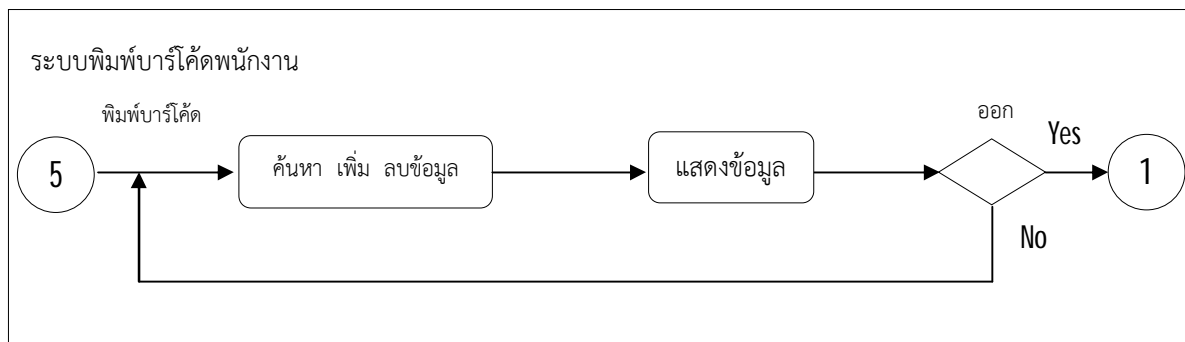 ระบบพิมพ์บาร์โค้ดพนักงาน
พิมพ์บาร์โค้ด
ออก
Yes
5
ค้นหา เพิ่ม ลบข้อมูล
แสดงข้อมูล
1
No